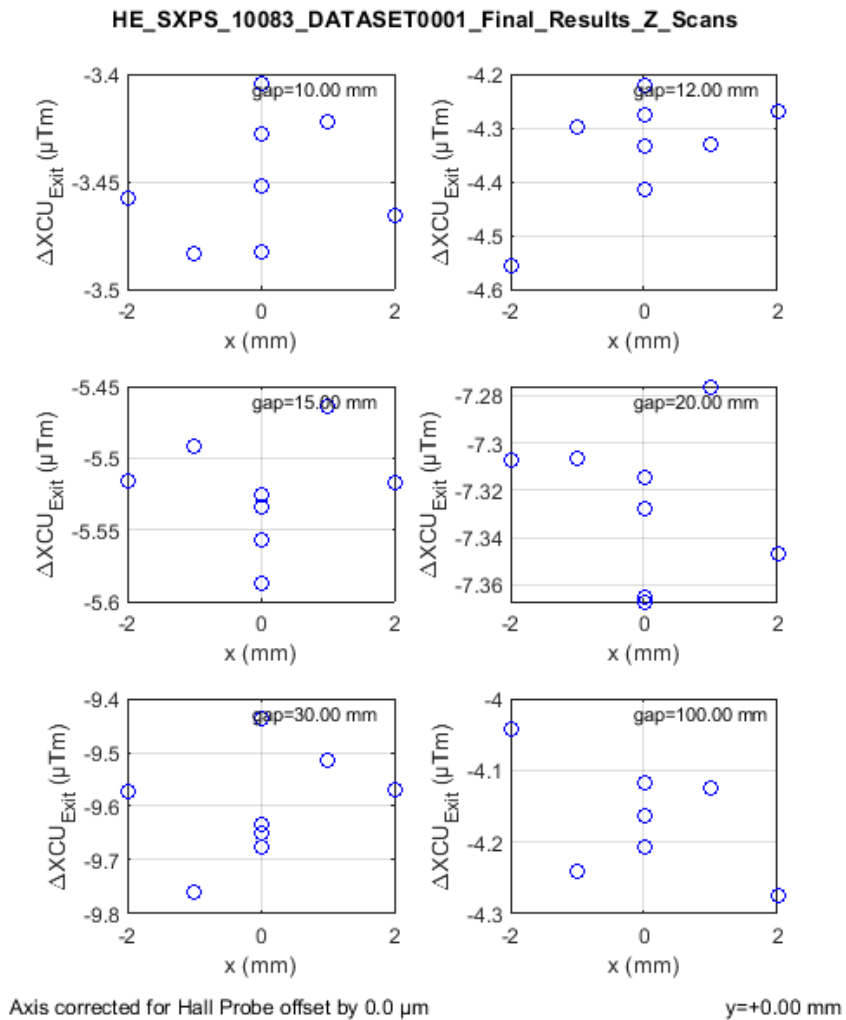 HE_SXPS_10083_DATASET0001_Final_Results_Z_Scans
gap=10.00 mm
-3.4
-3.45
-3.5
ΔXCU_Exit (µTm)
-2 0 2
x (mm)
gap=12.00 mm
-4.2
-4.3
-4.4
-4.5
-4.6
ΔXCU_Exit (µTm)
-2 0 2
x (mm)
gap=15.00 mm
-5.45
-5.5
-5.55
-5.6
ΔXCU_Exit (µTm)
-2 0 2
x (mm)
gap=20.00 mm
-7.28
-7.3
-7.32
-7.34
-7.36
ΔXCU_Exit (µTm)
-2 0 2
x (mm)
gap=30.00 mm
-9.4
-9.5
-9.6
-9.7
-9.8
ΔXCU_Exit (µTm)
-2 0 2
x (mm)
gap=100.00 mm
-4
-4.1
-4.2
-4.3
ΔXCU_Exit (µTm)
-2 0 2
x (mm)
Axis corrected for Hall Probe offset by 0.0 µm
y=+0.00 mm